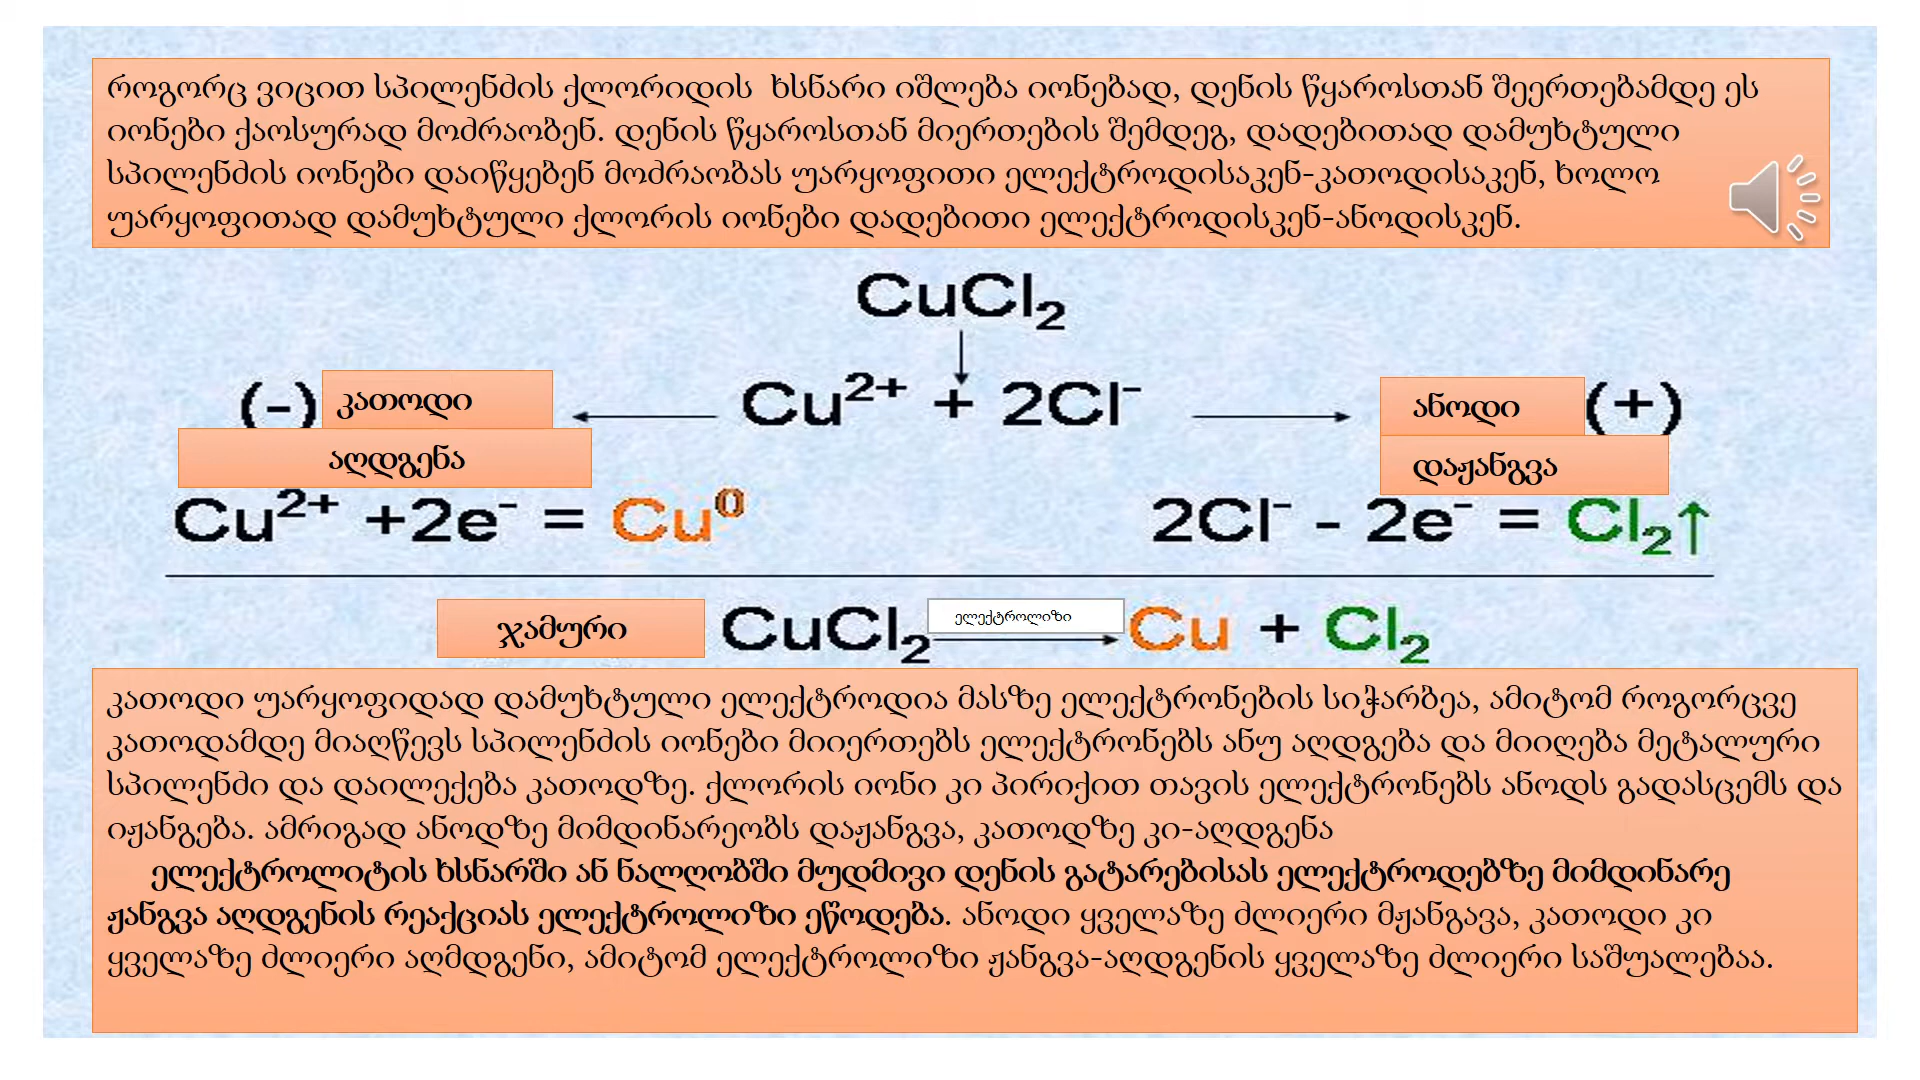 როგორც ვიცით სპილენძის ქლორიდის ხსნარი იშლება იონებად, დენის წყაროსთან შეერთებამდე ეს
იონები ქაოსურად მოძრაობენ. დენის წყაროსთან მიერთების შემდეგ, დადებითად დამუხტული
სპილენძის იონები დაიწყებენ მოძრაობას უარყოფითი ელექტროდისაკენ-კათოდისაკენ, ხოლო
უარყოფითად დამუხტული ქლორის იონები დადებითი ელექტროდისკენ-ანოდისკენ.
CuCl₂
(-) კათოდი Cu²⁺ + 2Cl⁻ ანოდი (+)
აღდგენა დაჟანგვა
Cu²⁺ +2e⁻ = Cu⁰ 2Cl⁻ - 2e⁻ = Cl₂↑
ჯამური CuCl₂ ელექტროლიზი Cu + Cl₂
კათოდი უარყოფიდად დამუხტული ელექტროდია მასზე ელექტრონების სიჭარბეა, ამიტომ როგორცვე
კათოდამდე მიაღწევს სპილენძის იონები მიიერთებს ელექტრონებს ანუ აღდგება და მიიღება მეტალური
სპილენძი და დაილექება კათოდზე. ქლორის იონი კი პირიქით თავის ელექტრონებს ანოდს გადასცემს და
იჟანგება. ამრიგად ანოდზე მიმდინარეობს დაჟანგვა, კათოდზე კი-აღდგენა
ელექტროლიტის ხსნარში ან ნალღობში მუდმივი დენის გატარებისას ელექტროდებზე მიმდინარე
ჟანგვა აღდგენის რეაქციას ელექტროლიზი ეწოდება. ანოდი ყველაზე ძლიერი მჟანგავა, კათოდი კი
ყველაზე ძლიერი აღმდგენი, ამიტომ ელექტროლიზი ჟანგვა-აღდგენის ყველაზე ძლიერი საშუალებაა.